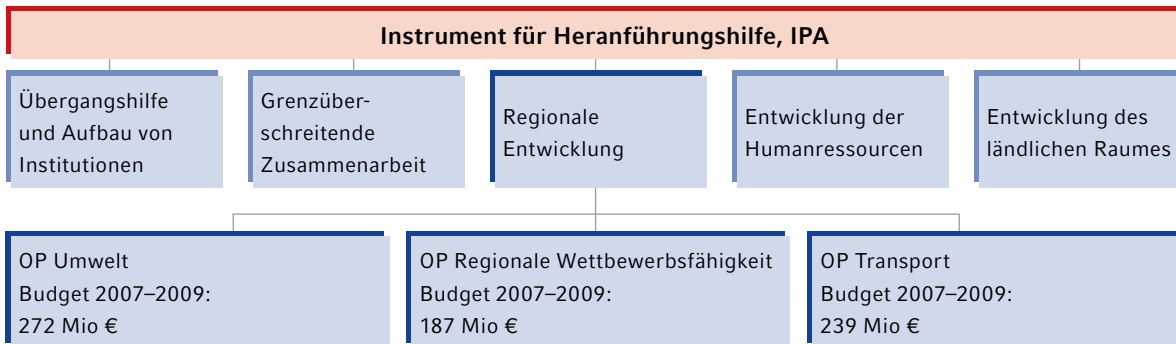 Instrument für Heranführungshilfe, IPA
Übergangshilfe
und Aufbau von
Institutionen
Grenzüber-
schreitende
Zusammenarbeit
Regionale
Entwicklung
Entwicklung der
Humanressourcen
Entwicklung des
ländlichen Raumes
OP Umwelt
Budget 2007–2009:
272 Mio €
OP Regionale Wettbewerbsfähigkeit
Budget 2007–2009:
187 Mio €
OP Transport
Budget 2007–2009:
239 Mio €